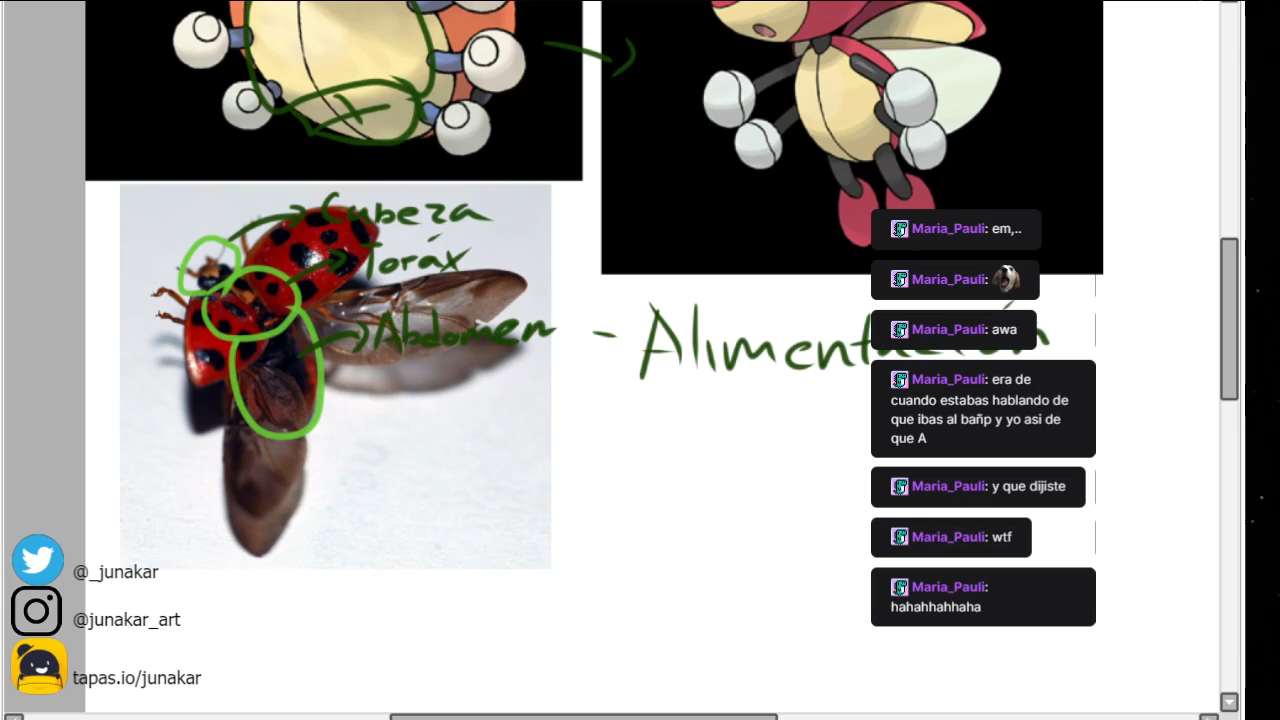 Cabeza
Toráx
Abdomen
- Alimentación
Maria_Pauli: em,..
Maria_Pauli:
Maria_Pauli: awa
Maria_Pauli: era de
cuando estabas hablando de
que ibas al bañp y yo asi de
que A
Maria_Pauli: y que dijiste
Maria_Pauli: wtf
Maria_Pauli:
hahahhahhaha
@_junakar
@junakar_art
tapas.io/junakar